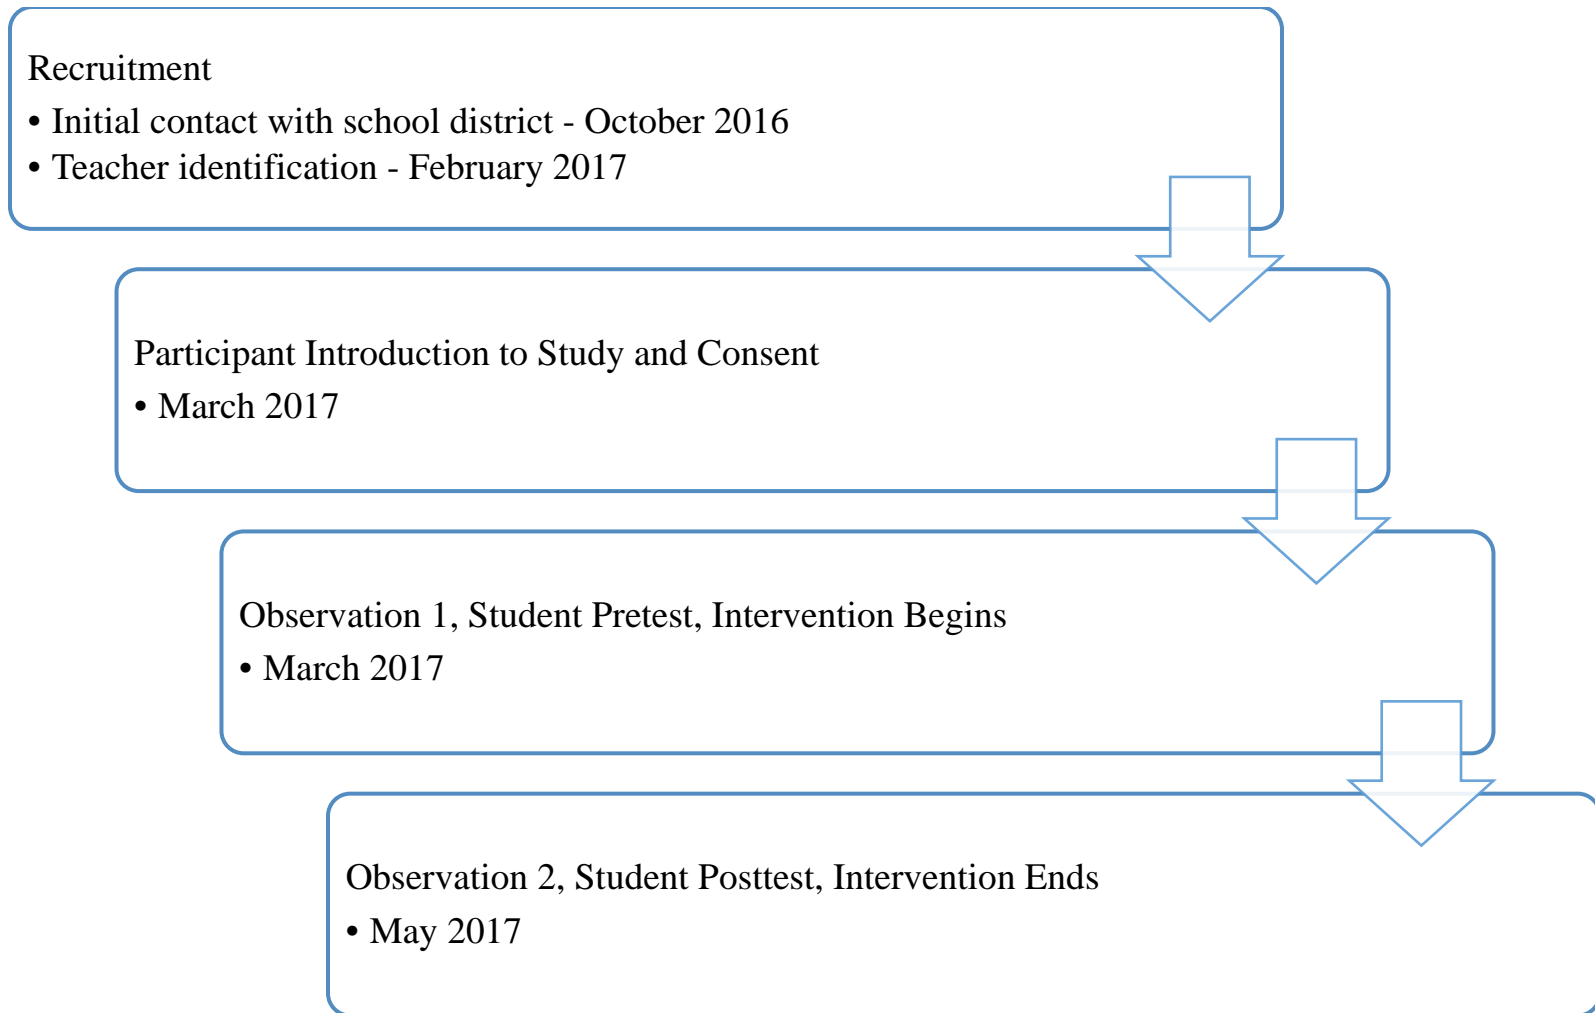 Recruitment
• Initial contact with school district - October 2016
• Teacher identification - February 2017
Participant Introduction to Study and Consent
• March 2017
Observation 1, Student Pretest, Intervention Begins
• March 2017
Observation 2, Student Posttest, Intervention Ends
• May 2017